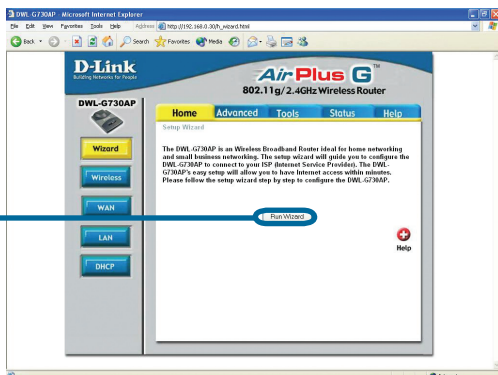 DWL-G730AP - Microsoft Internet Explorer
File Edit View Favorites Tools Help Address http://192.168.0.30/h_wizard.html
Back Search Favorites Media
D-Link
Building Networks for People
AirPlus G™
802.11g/2.4GHz Wireless Router
DWL-G730AP
Home Advanced Tools Status Help
Setup Wizard
Wizard
Wireless
WAN
LAN
DHCP
The DWL-G730AP is an Wireless Broadband Router ideal for home networking
and small business networking. The setup wizard will guide you to configure the
DWL-G730AP to connect to your ISP (Internet Service Provider). The DWL-
G730AP's easy setup will allow you to have Internet access within minutes.
Please follow the setup wizard step by step to configure the DWL-G730AP.
Run Wizard
Help